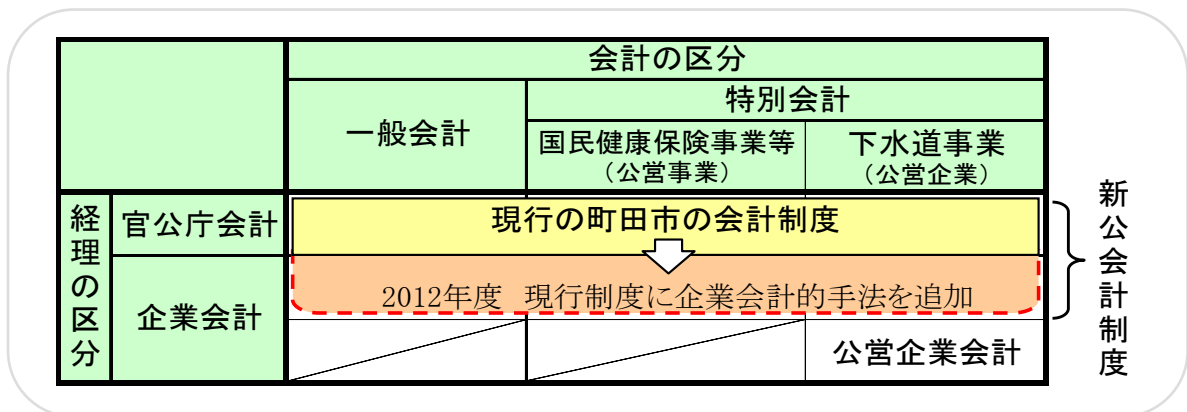 会計の区分
一般会計
特別会計
国民健康保険事業等
（公営事業）
下水道事業
（公営企業）
経理の区分
官公庁会計
現行の町田市の会計制度
企業会計
2012年度　現行制度に企業会計的手法を追加
公営企業会計
新公会計制度